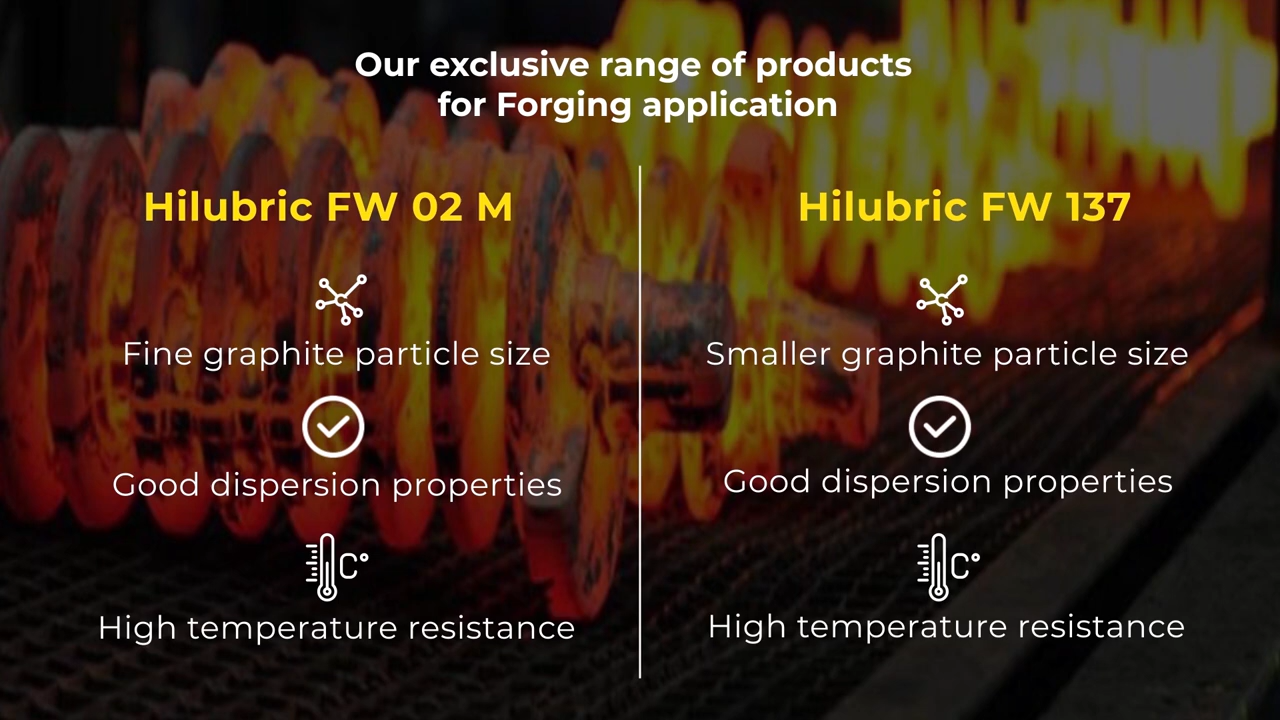 Our exclusive range of products
for Forging application
Hilubric FW 02 M
Fine graphite particle size
Good dispersion properties
C°
High temperature resistance
Hilubric FW 137
Smaller graphite particle size
Good dispersion properties
C°
High temperature resistance